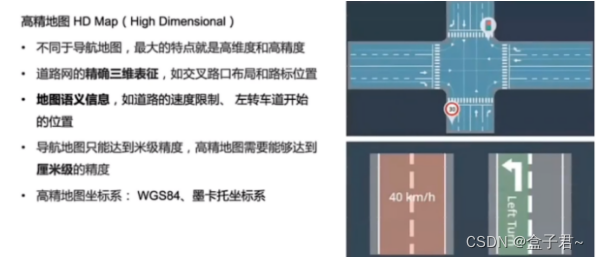 高精地图 HD Map（High Dimensional）
• 不同于导航地图，最大的特点就是高维度和高精度
• 道路网的精确三维表征，如交叉路口布局和路标位置
• 地图语义信息，如道路的速度限制、 左转车道开始
的位置
• 导航地图只能达到米级精度，高精地图需要能够达到
厘米级的精度
• 高精地图坐标系： WGS84、墨卡托坐标系
40 km/h
Left Tu
CSDN @盒子君~